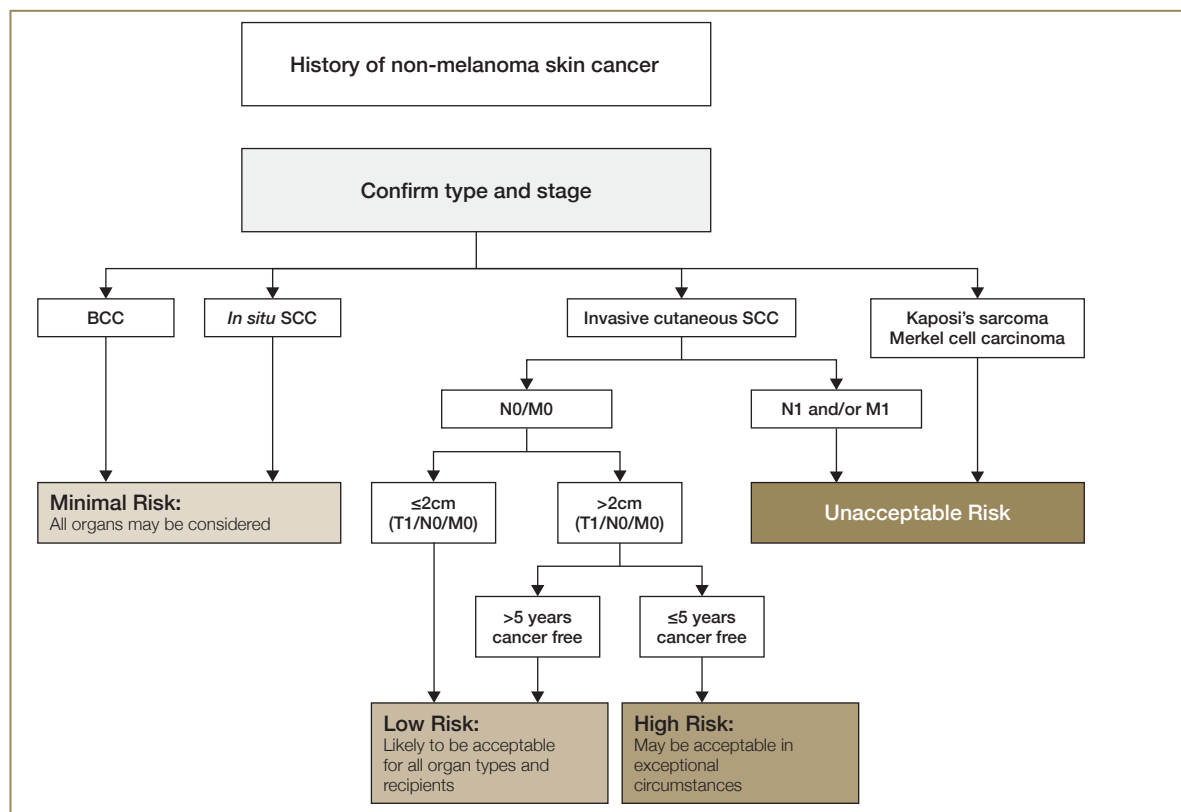 History of non-melanoma skin cancer
Confirm type and stage
BCC
In situ SCC
Invasive cutaneous SCC
Kaposi's sarcoma
Merkel cell carcinoma
N0/M0
N1 and/or M1
Minimal Risk:
All organs may be considered
≤2cm
(T1/N0/M0)
>2cm
(T1/N0/M0)
Unacceptable Risk
>5 years
cancer free
≤5 years
cancer free
Low Risk:
Likely to be acceptable
for all organ types and
recipients
High Risk:
May be acceptable in
exceptional
circumstances